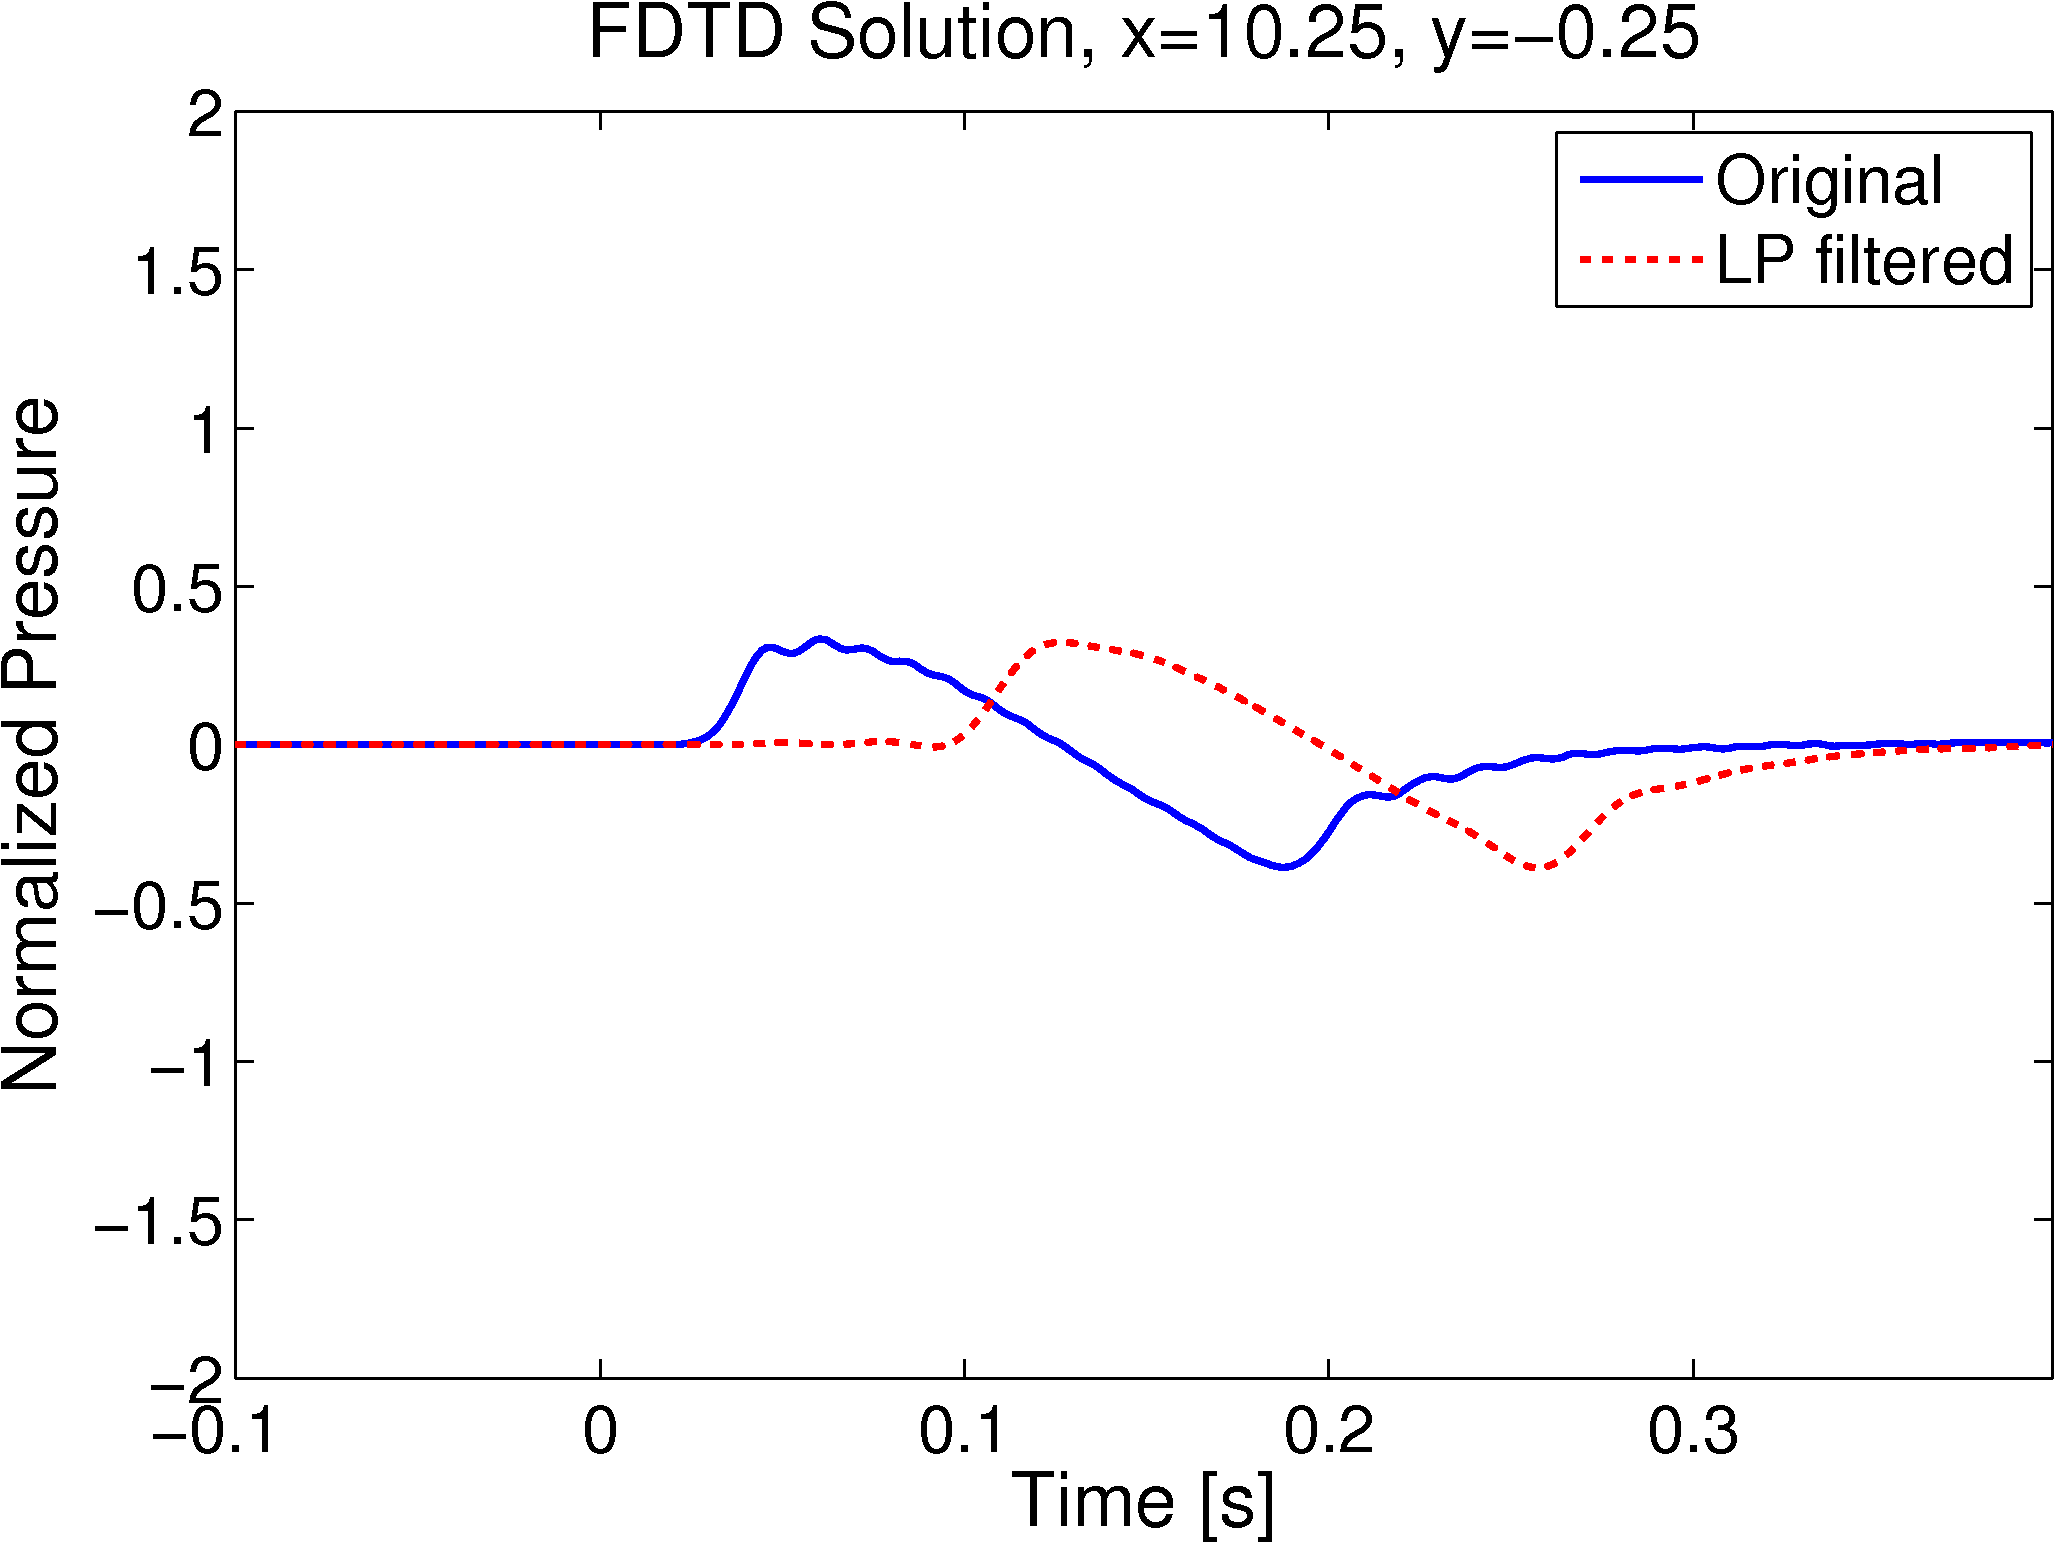 FDTD Solution, x=10.25, y=−0.25
2
1.5
1
0.5
0
−0.5
−1
−1.5
−2
Normalized Pressure
Original
LP filtered
−0.1
0
0.1
0.2
0.3
Time [s]